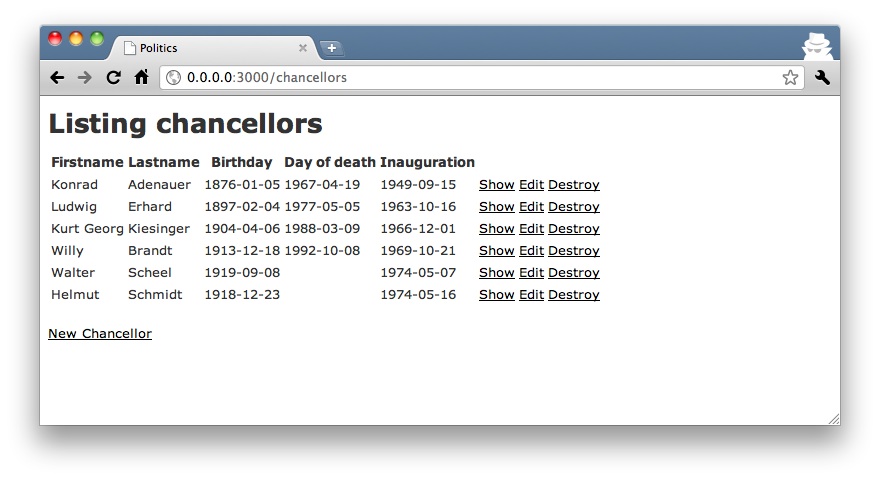 Politics
0.0.0.0:3000/chancellors
Listing chancellors
Firstname Lastname Birthday Day of death Inauguration
Konrad Adenauer 1876-01-05 1967-04-19 1949-09-15 Show Edit Destroy
Ludwig Erhard 1897-02-04 1977-05-05 1963-10-16 Show Edit Destroy
Kurt Georg Kiesinger 1904-04-06 1988-03-09 1966-12-01 Show Edit Destroy
Willy Brandt 1913-12-18 1992-10-08 1969-10-21 Show Edit Destroy
Walter Scheel 1919-09-08 1974-05-07 Show Edit Destroy
Helmut Schmidt 1918-12-23 1974-05-16 Show Edit Destroy
New Chancellor